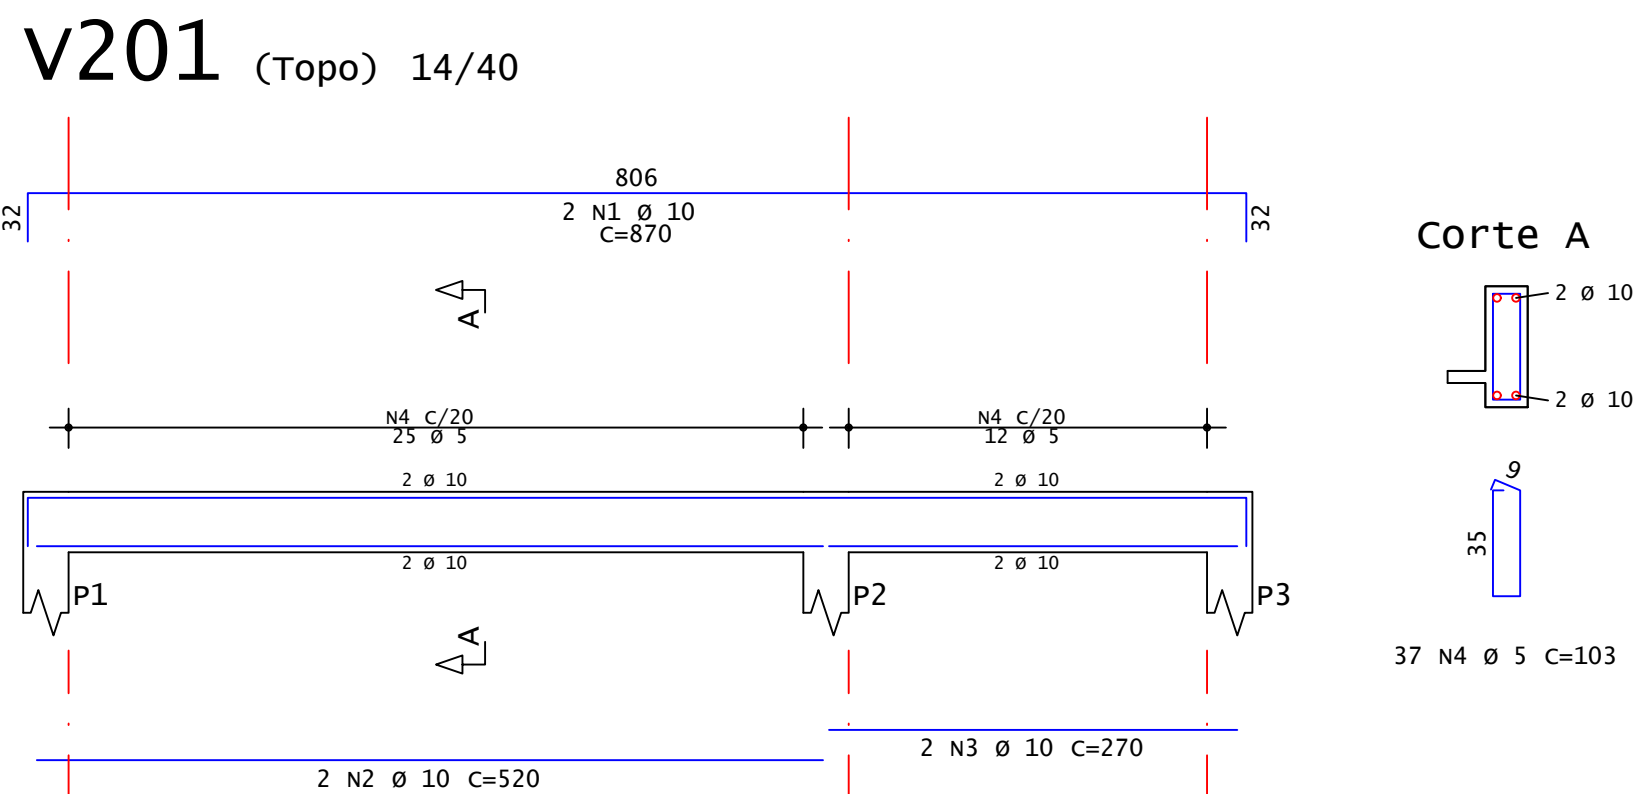 V201 (Topo) 14/40
806
32
2 N1 Ø 10
C=870
32
Corte A
2 Ø 10
A
2 Ø 10
N4 C/20
25 Ø 5
N4 C/20
12 Ø 5
2 Ø 10
2 Ø 10
9
35
2 Ø 10
2 Ø 10
P1
P2
P3
A
37 N4 Ø 5 C=103
2 N3 Ø 10 C=270
2 N2 Ø 10 C=520